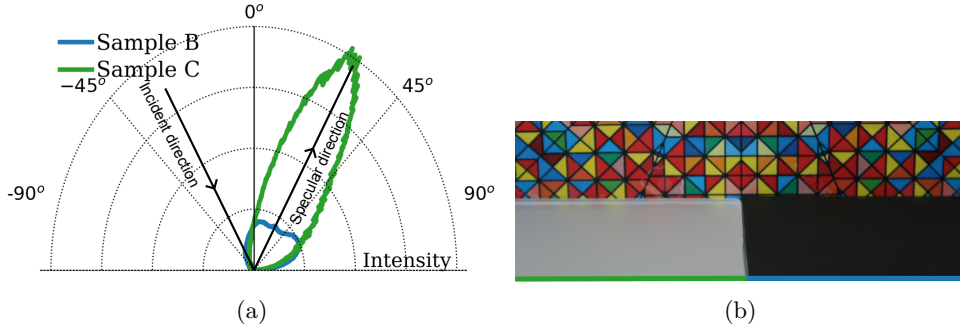 0°
Sample B
Sample C
−45°
45°
Incident direction
Specular direction
-90°
90°
Intensity
(a)
(b)